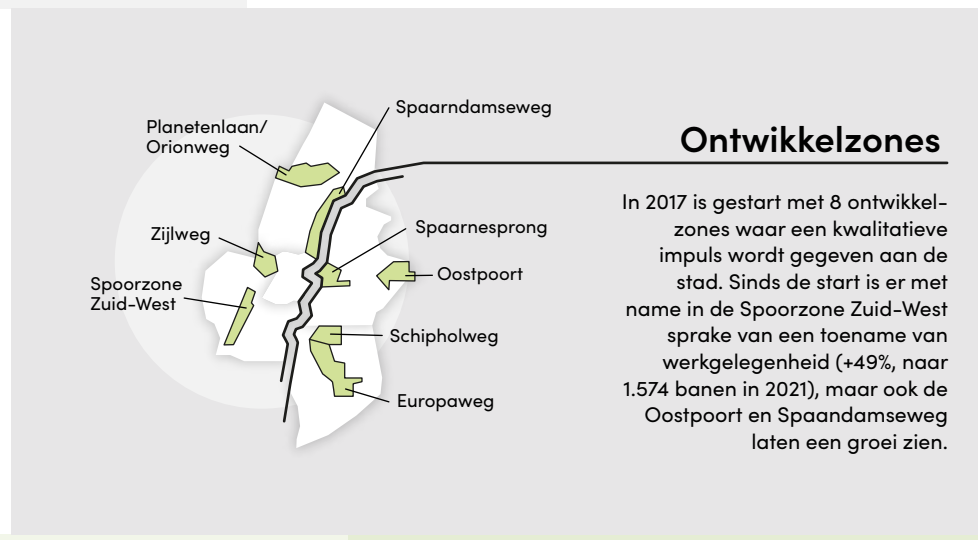 Spaarndamseweg
Planetenlaan/
Orionweg
Zijlweg
Spaarnesprong
Oostpoort
Spoorzone
Zuid-West
Schipholweg
Europaweg
Ontwikkelzones
In 2017 is gestart met 8 ontwikkel-
zones waar een kwalitatieve
impuls wordt gegeven aan de
stad. Sinds de start is er met
name in de Spoorzone Zuid-West
sprake van een toename van
werkgelegenheid (+49%, naar
1.574 banen in 2021), maar ook de
Oostpoort en Spaandamseweg
laten een groei zien.